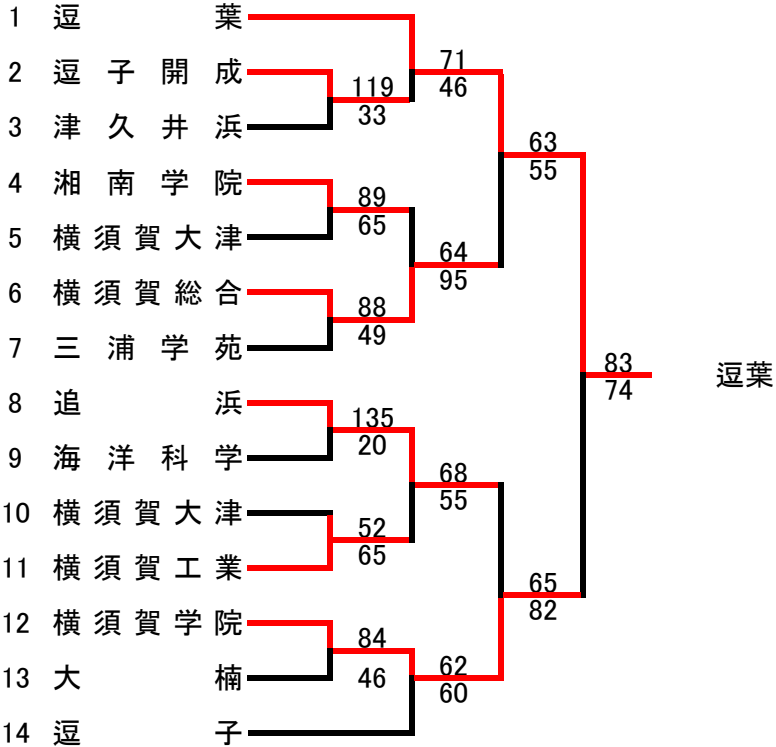 1 逗葉
2 逗子開成
3 津久井浜
4 湘南学院
5 横須賀大津
6 横須賀総合
7 三浦学苑
8 追浜
9 海洋科学
10 横須賀大津
11 横須賀工業
12 横須賀学院
13 大楠
14 逗子
119
33
89
65
88
49
135
20
52
65
84
46
71
46
64
95
68
55
62
60
63
55
65
82
83
74
逗葉